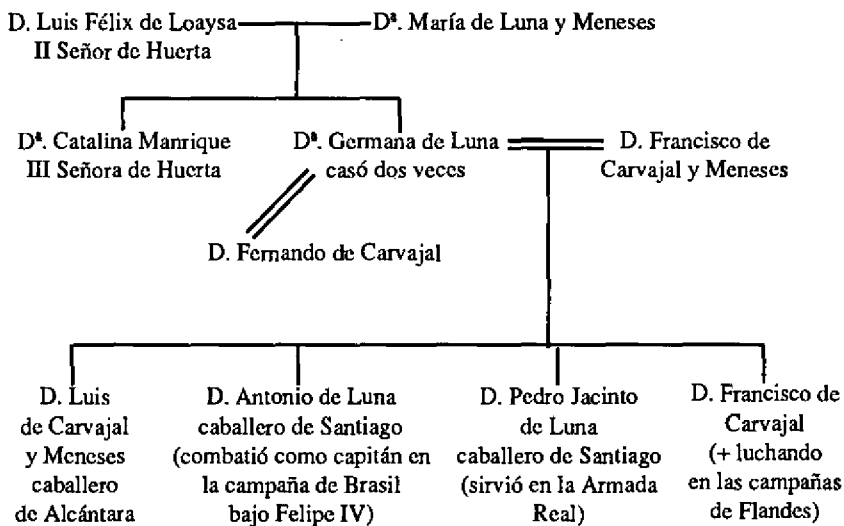 D. Luis Félix de Loaysa
II Señor de Huerta
Dª. María de Luna y Meneses
Dª. Catalina Manrique
III Señora de Huerta
Dª. Germana de Luna
casó dos veces
D. Francisco de
Carvajal y Meneses
D. Fernando de Carvajal
D. Luis
de Carvajal
y Meneses
caballero
de Alcántara
D. Antonio de Luna
caballero de Santiago
(combatió como capitán en
la campaña de Brasil
bajo Felipe IV)
D. Pedro Jacinto
de Luna
caballero de Santiago
(sirvió en la Armada
Real)
D. Francisco de
Carvajal
(+ luchando
en las campañas
de Flandes)